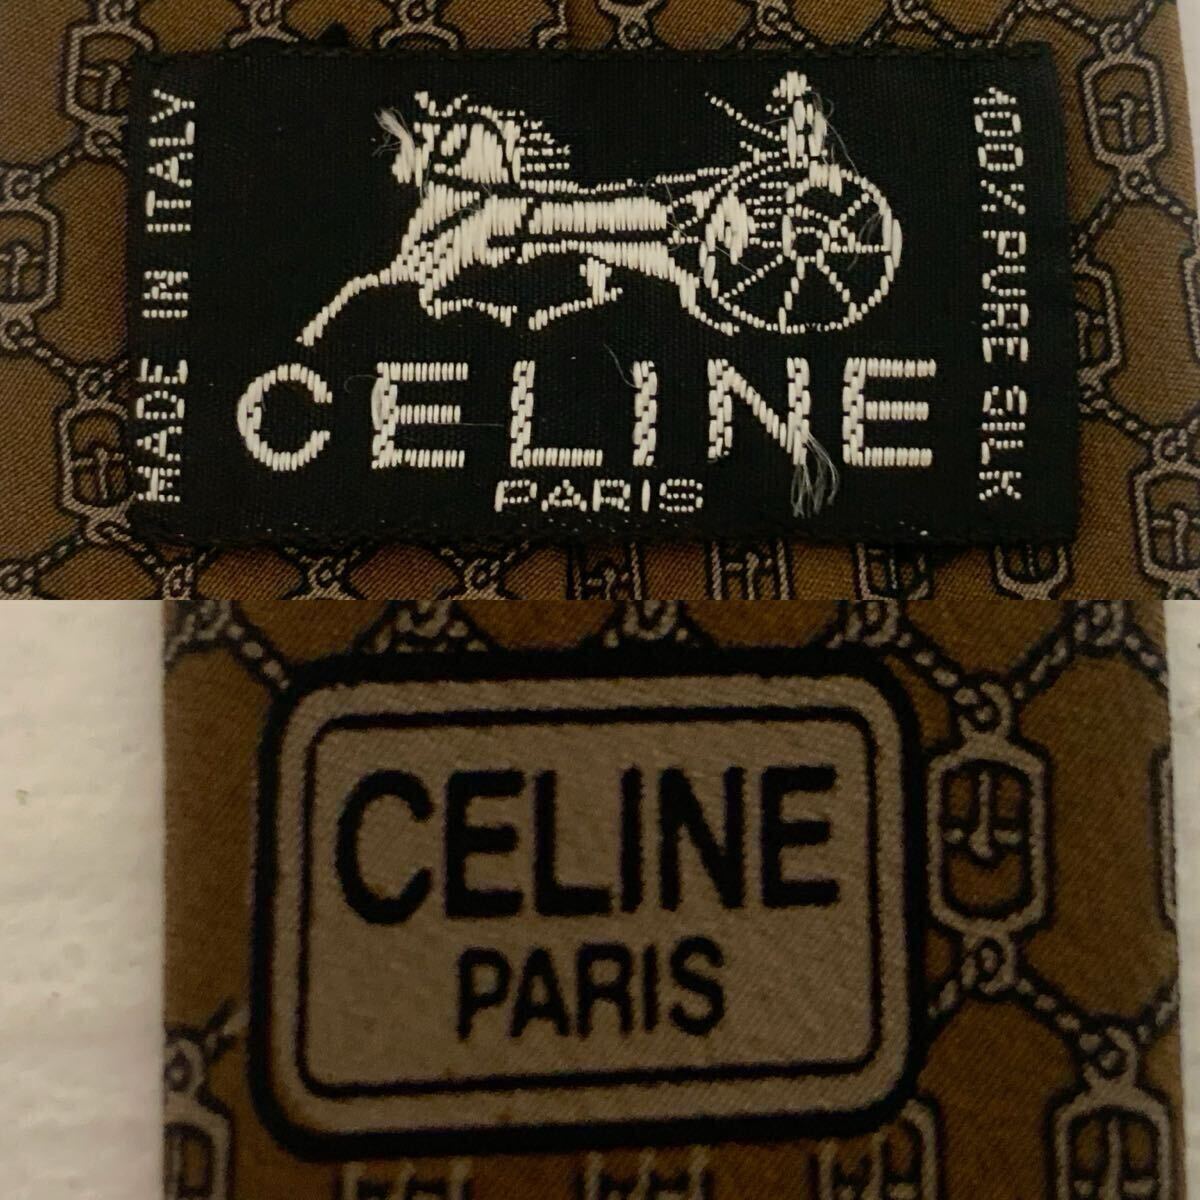 MADE IN ITALY
100% PURE SILK
CELINE
PARIS
CELINE
PARIS